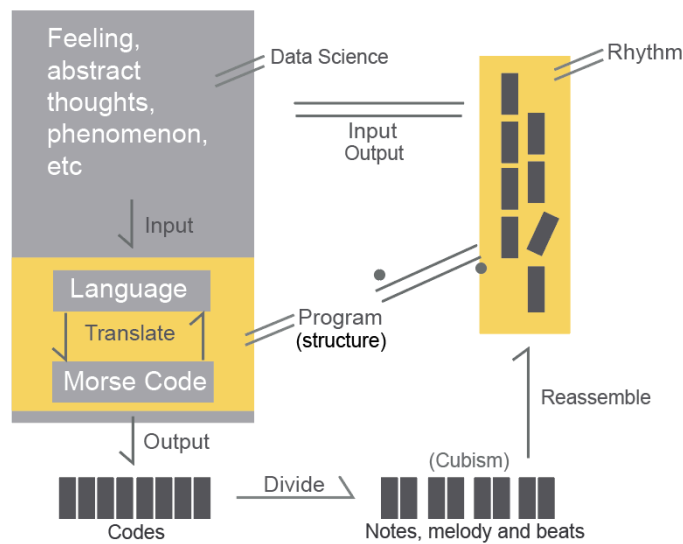 Feeling,
abstract
thoughts,
phenomenon,
etc
Data Science
Rhythm
Input
Output
Input
Language
Translate
Morse Code
Program
(structure)
Reassemble
Output
Codes
Divide
(Cubism)
Notes, melody and beats